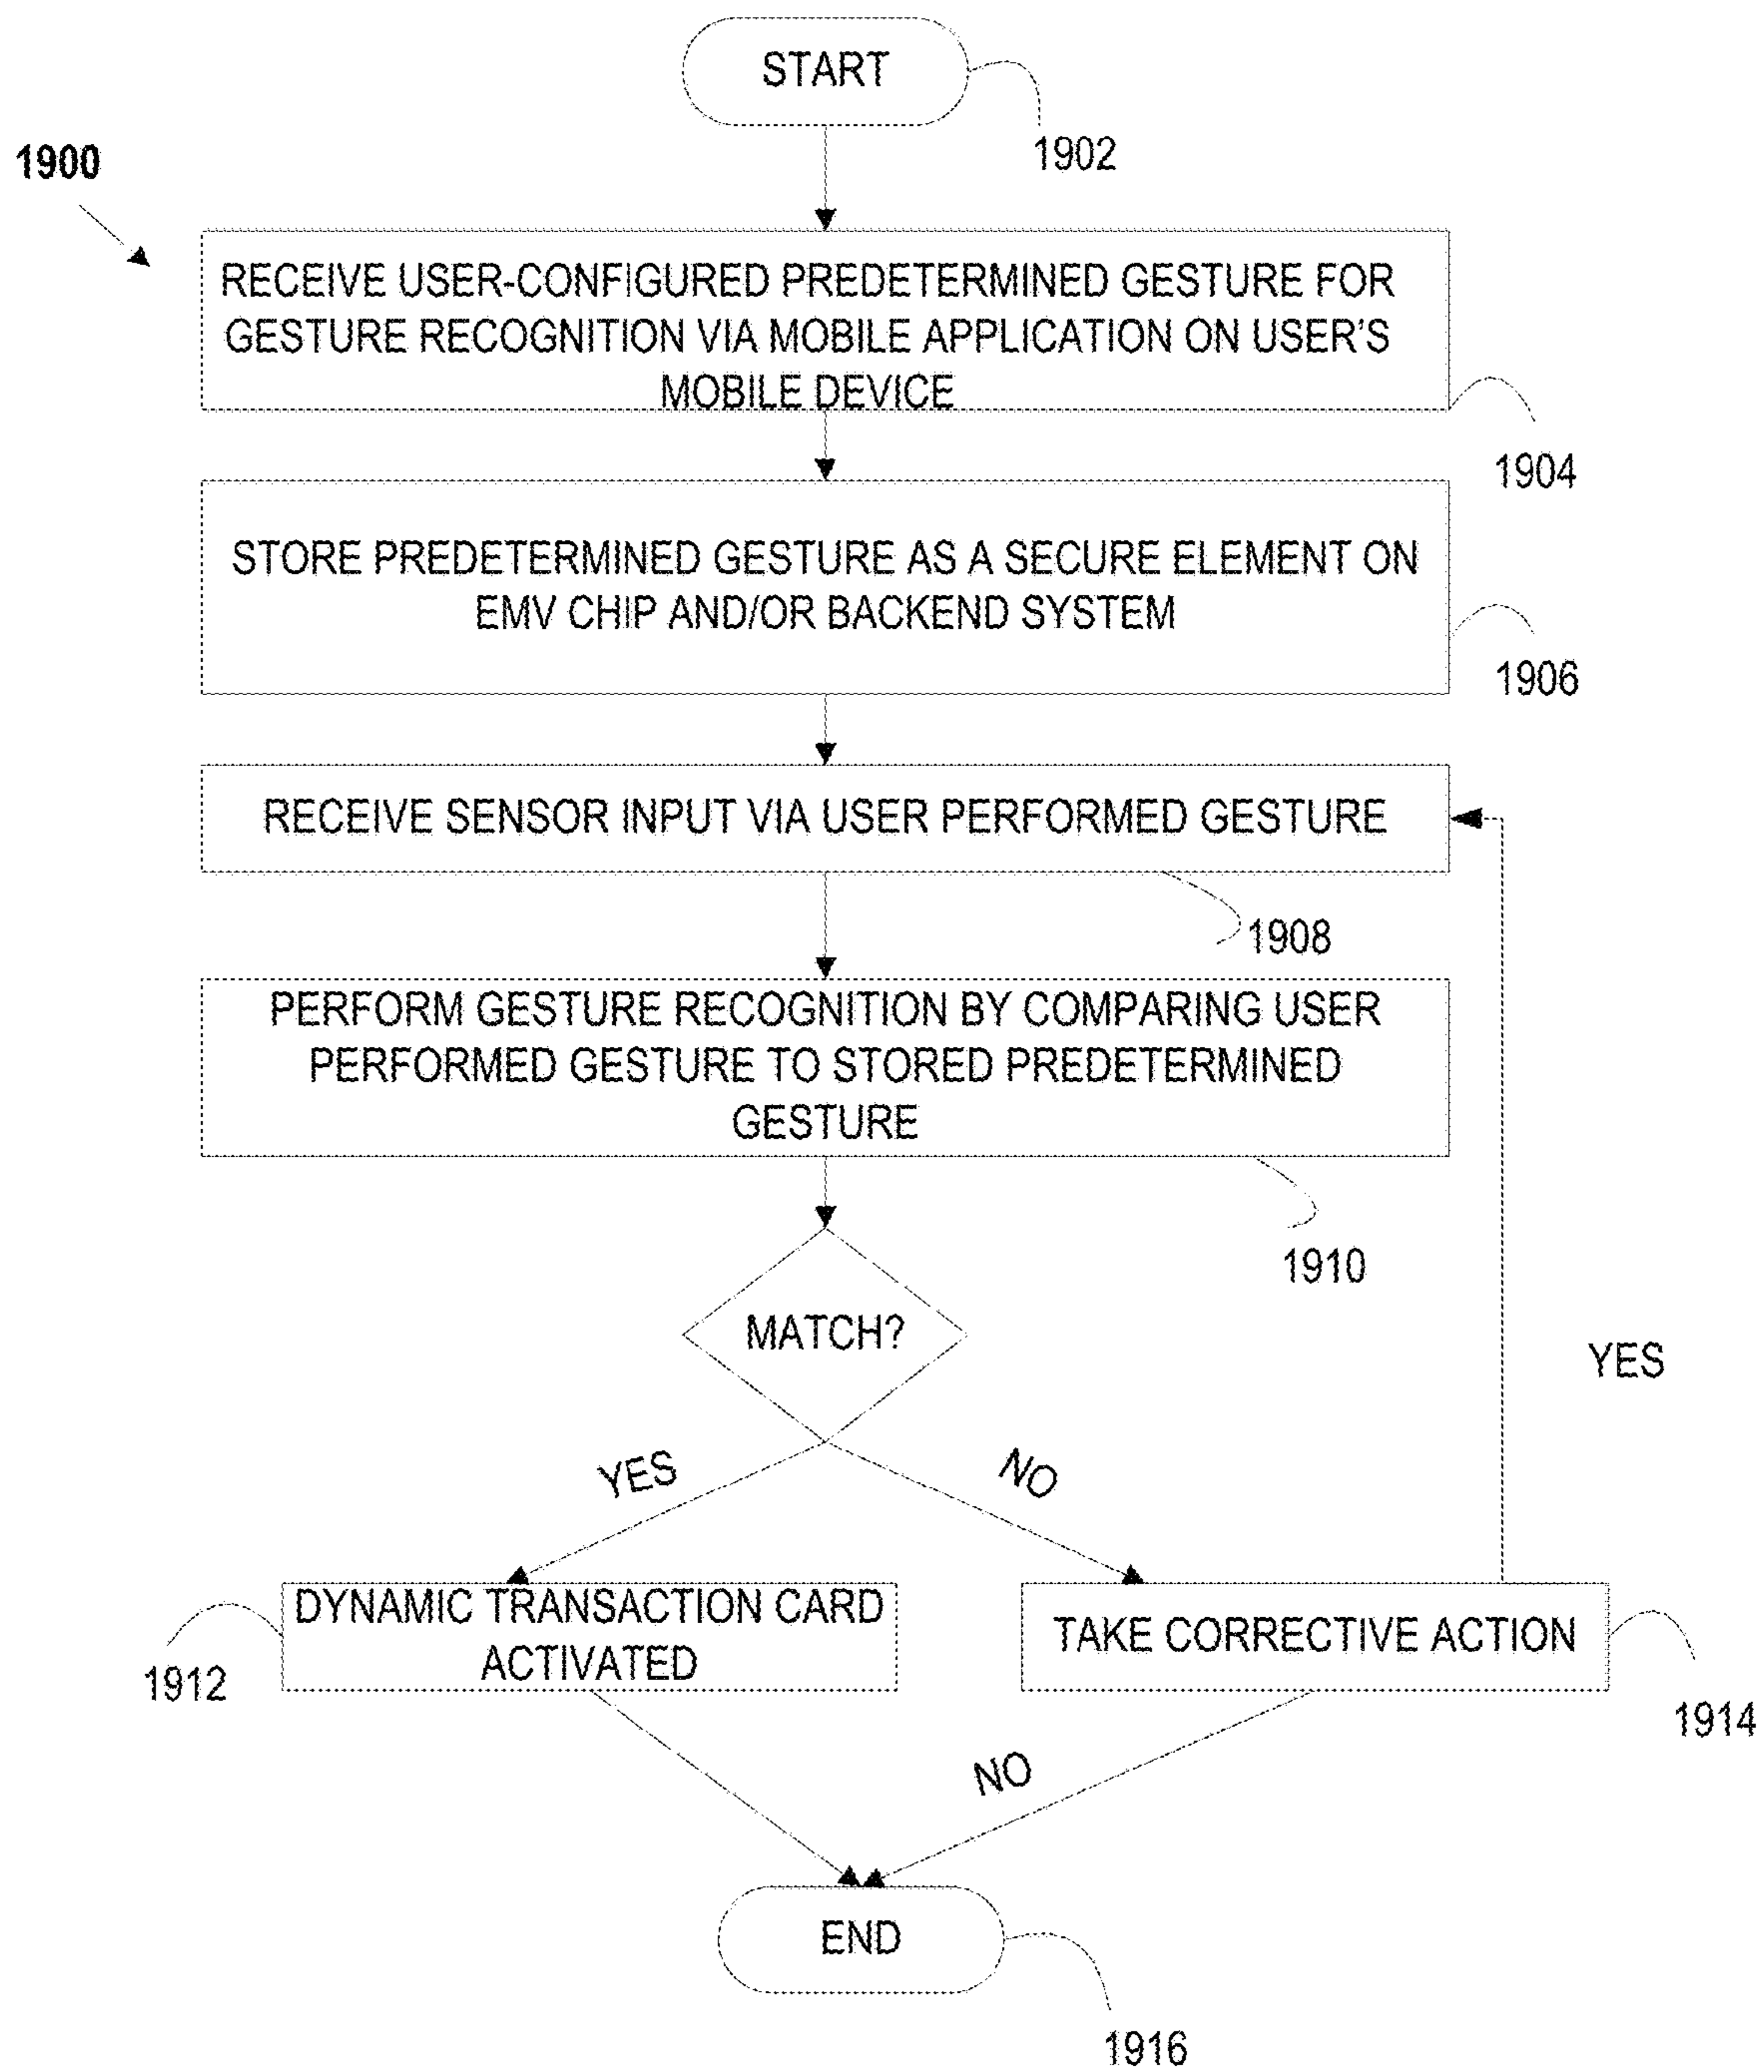 START
1902
1900
RECEIVE USER-CONFIGURED PREDETERMINED GESTURE FOR
GESTURE RECOGNITION VIA MOBILE APPLICATION ON USER'S
MOBILE DEVICE
1904
STORE PREDETERMINED GESTURE AS A SECURE ELEMENT ON
EMV CHIP AND/OR BACKEND SYSTEM
1906
RECEIVE SENSOR INPUT VIA USER PERFORMED GESTURE
1908
PERFORM GESTURE RECOGNITION BY COMPARING USER
PERFORMED GESTURE TO STORED PREDETERMINED
GESTURE
1910
MATCH?
YES
YES
NO
DYNAMIC TRANSACTION CARD
ACTIVATED
1912
TAKE CORRECTIVE ACTION
1914
NO
END
1916